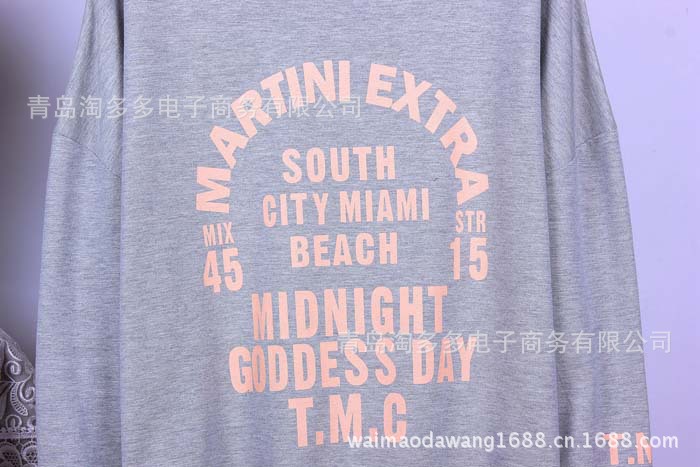 MARTINI EXTRA
青岛淘多多电子商务有限公司
SOUTH
CITY MIAMI
BEACH
MIX
45
STR
15
MIDNIGHT
青岛淘多多电子商务有限公司
GODDESS DAY
T.M.C
waimaodawang1688.cn.1688.com